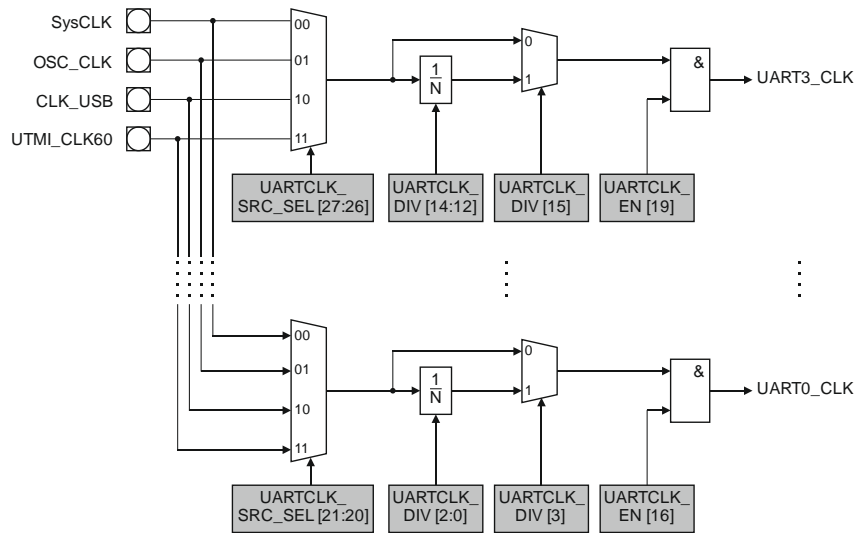 SysCLK
OSC_CLK
CLK_USB
UTMI_CLK60
00
01
10
11
1
N
0
1
&
UART3_CLK
UARTCLK_
SRC_SEL [27:26]
UARTCLK_
DIV [14:12]
UARTCLK_
DIV [15]
UARTCLK_
EN [19]
00
01
10
11
1
N
0
1
&
UART0_CLK
UARTCLK_
SRC_SEL [21:20]
UARTCLK_
DIV [2:0]
UARTCLK_
DIV [3]
UARTCLK_
EN [16]